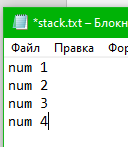 *stack.txt – Блокн
Файл Правка Фор
num 1
num 2
num 3
num 4